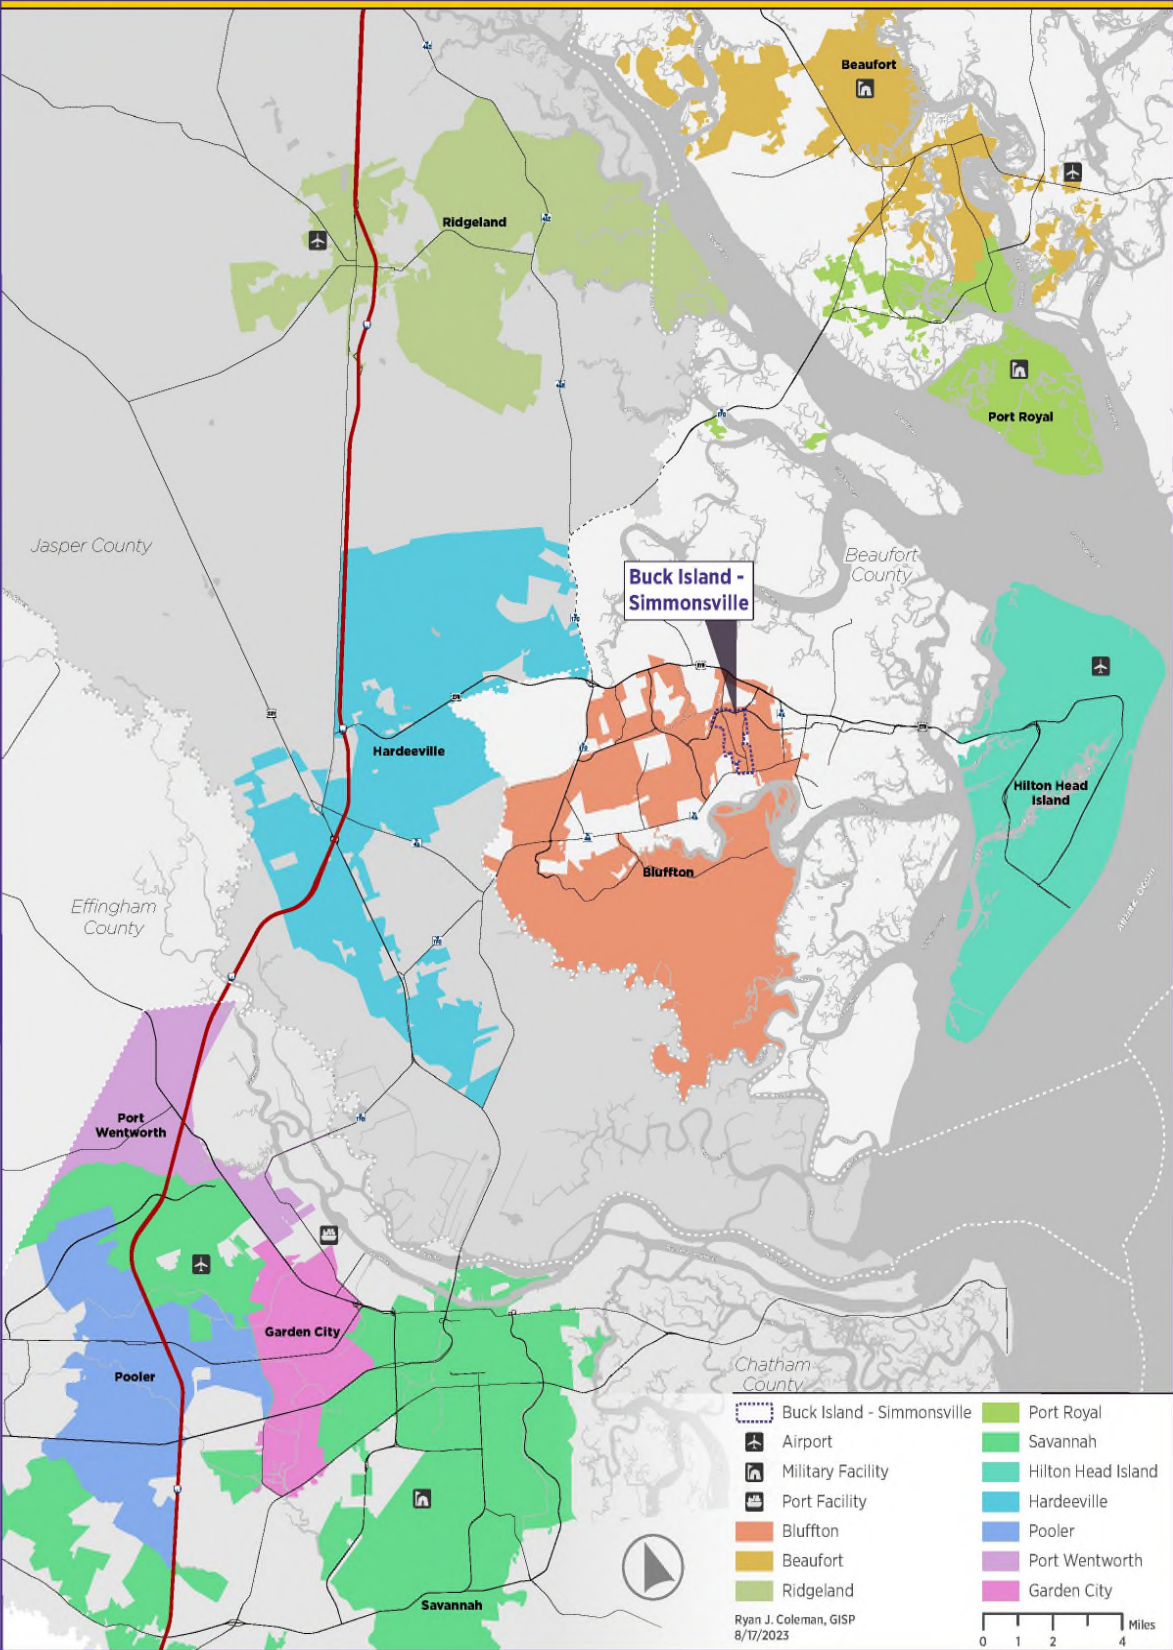 Beaufort
Ridgeland
Port Royal
Jasper County
Beaufort
County
Buck Island -
Simmonsville
Hardeeville
Hilton Head
Island
Bluffton
Effingham
County
Port
Wentworth
Garden City
Pooler
Chatham
County
Savannah
Buck Island - Simmonsville
Airport
Military Facility
Port Facility
Bluffton
Beaufort
Ridgeland
Port Royal
Savannah
Hilton Head Island
Hardeeville
Pooler
Port Wentworth
Garden City
Ryan J. Coleman, GISP
8/17/2023
Miles
0 1 2 4